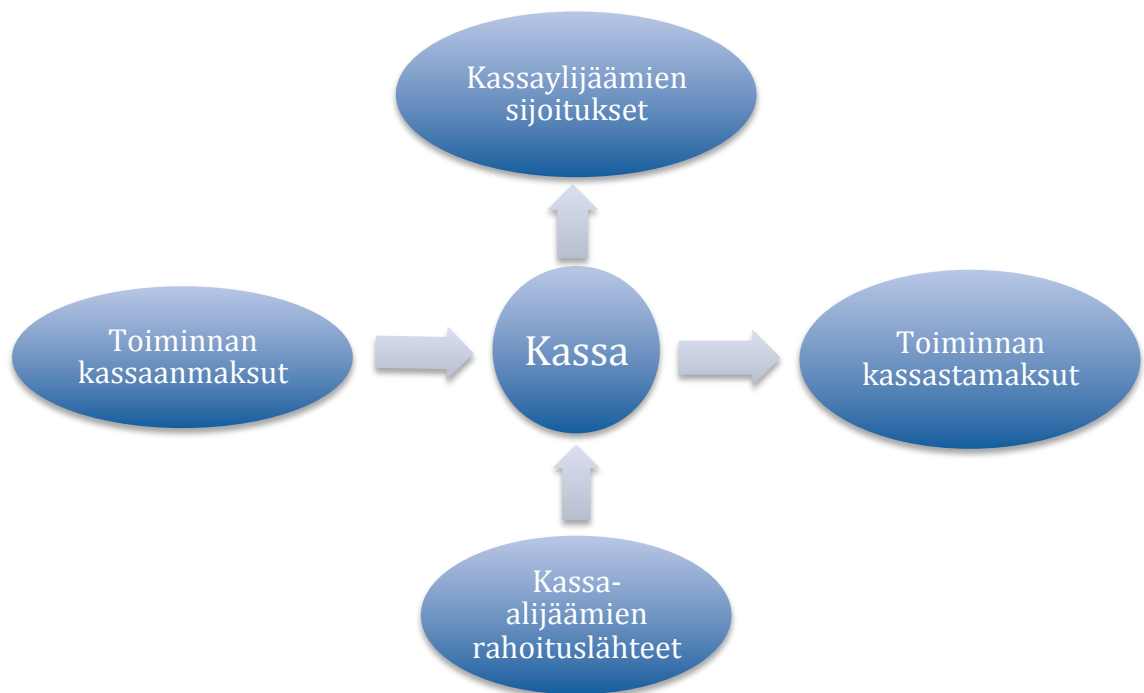 Kassaylijäämien
sijoitukset
Toiminnan
kassaanmaksut
Kassa
Toiminnan
kassastamaksut
Kassa-
alijäämien
rahoituslähteet